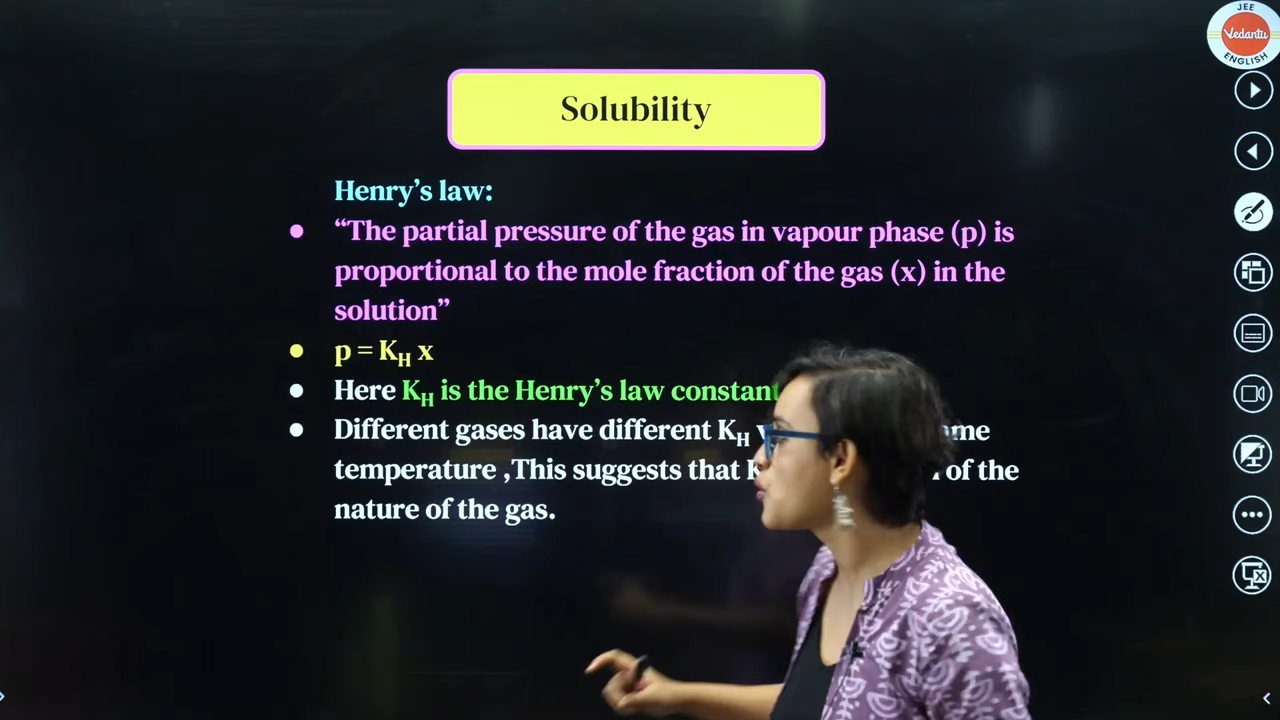 JEE
Vedantu
ENGLISH
Solubility
Henry’s law:
● “The partial pressure of the gas in vapour phase (p) is
proportional to the mole fraction of the gas (x) in the
solution”
● p = K_H x
● Here K_H is the Henry’s law constant
● Different gases have different K_H
temperature ,This suggests that of the
nature of the gas.